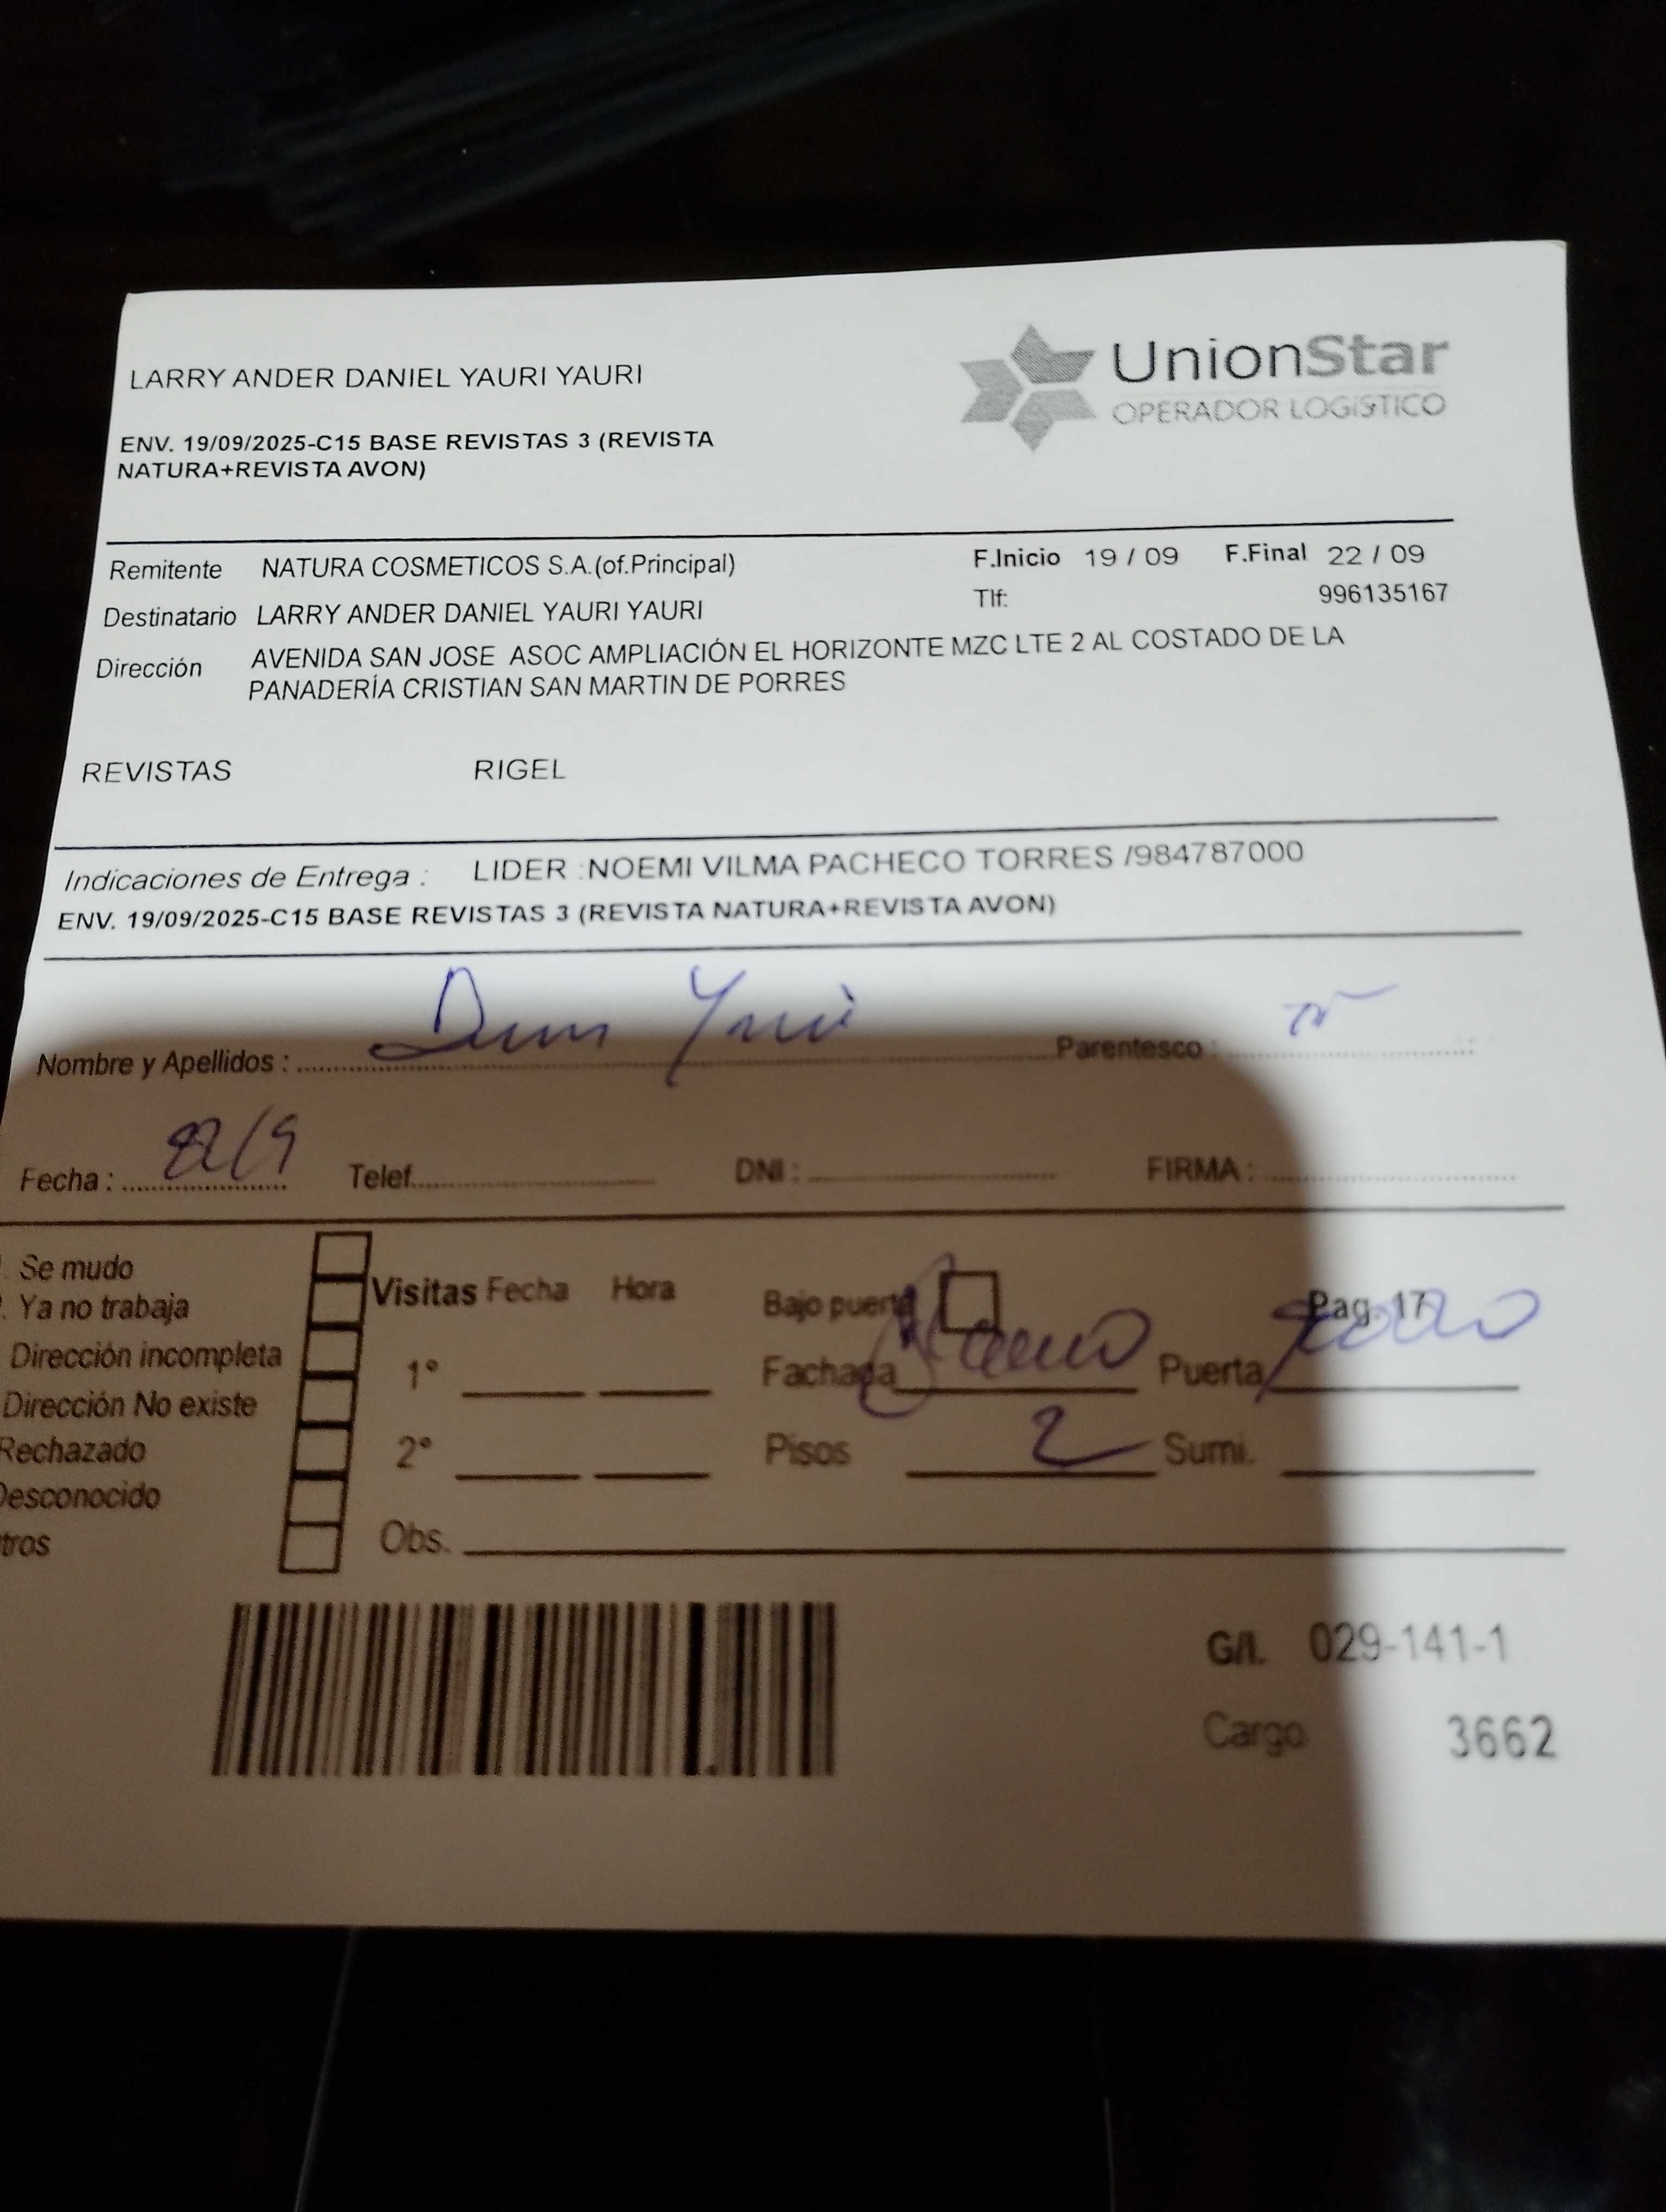 LARRY ANDER DANIEL YAURI YAURI
UnionStar
OPERADOR LOGíSTICO
ENV. 19/09/2025-C15 BASE REVISTAS 3 (REVISTA
NATURA+REVISTA AVON)
Remitente NATURA COSMETICOS S.A.(of.Principal) F.Inicio 19 / 09 F.Final 22 / 09
Destinatario LARRY ANDER DANIEL YAURI YAURI Tlf: 996135167
Dirección AVENIDA SAN JOSE ASOC AMPLIACIÓN EL HORIZONTE MZC LTE 2 AL COSTADO DE LA
PANADERÍA CRISTIAN SAN MARTIN DE PORRES
REVISTAS RIGEL
Indicaciones de Entrega : LIDER :NOEMI VILMA PACHECO TORRES /984787000
ENV. 19/09/2025-C15 BASE REVISTAS 3 (REVISTA NATURA+REVISTA AVON)
Nombre y Apellidos : Parentesco :
Fecha : 22/9 Telef. DNI : FIRMA :
Se mudo
Ya no trabaja
Dirección incompleta
Dirección No existe
Rechazado
Desconocido
tros
Visitas Fecha Hora
1°
2°
Obs.
Bajo puerta Pag. 17
Fachada Puerta
Pisos 2 Sumi.
G/I. 029-141-1
Cargo 3662